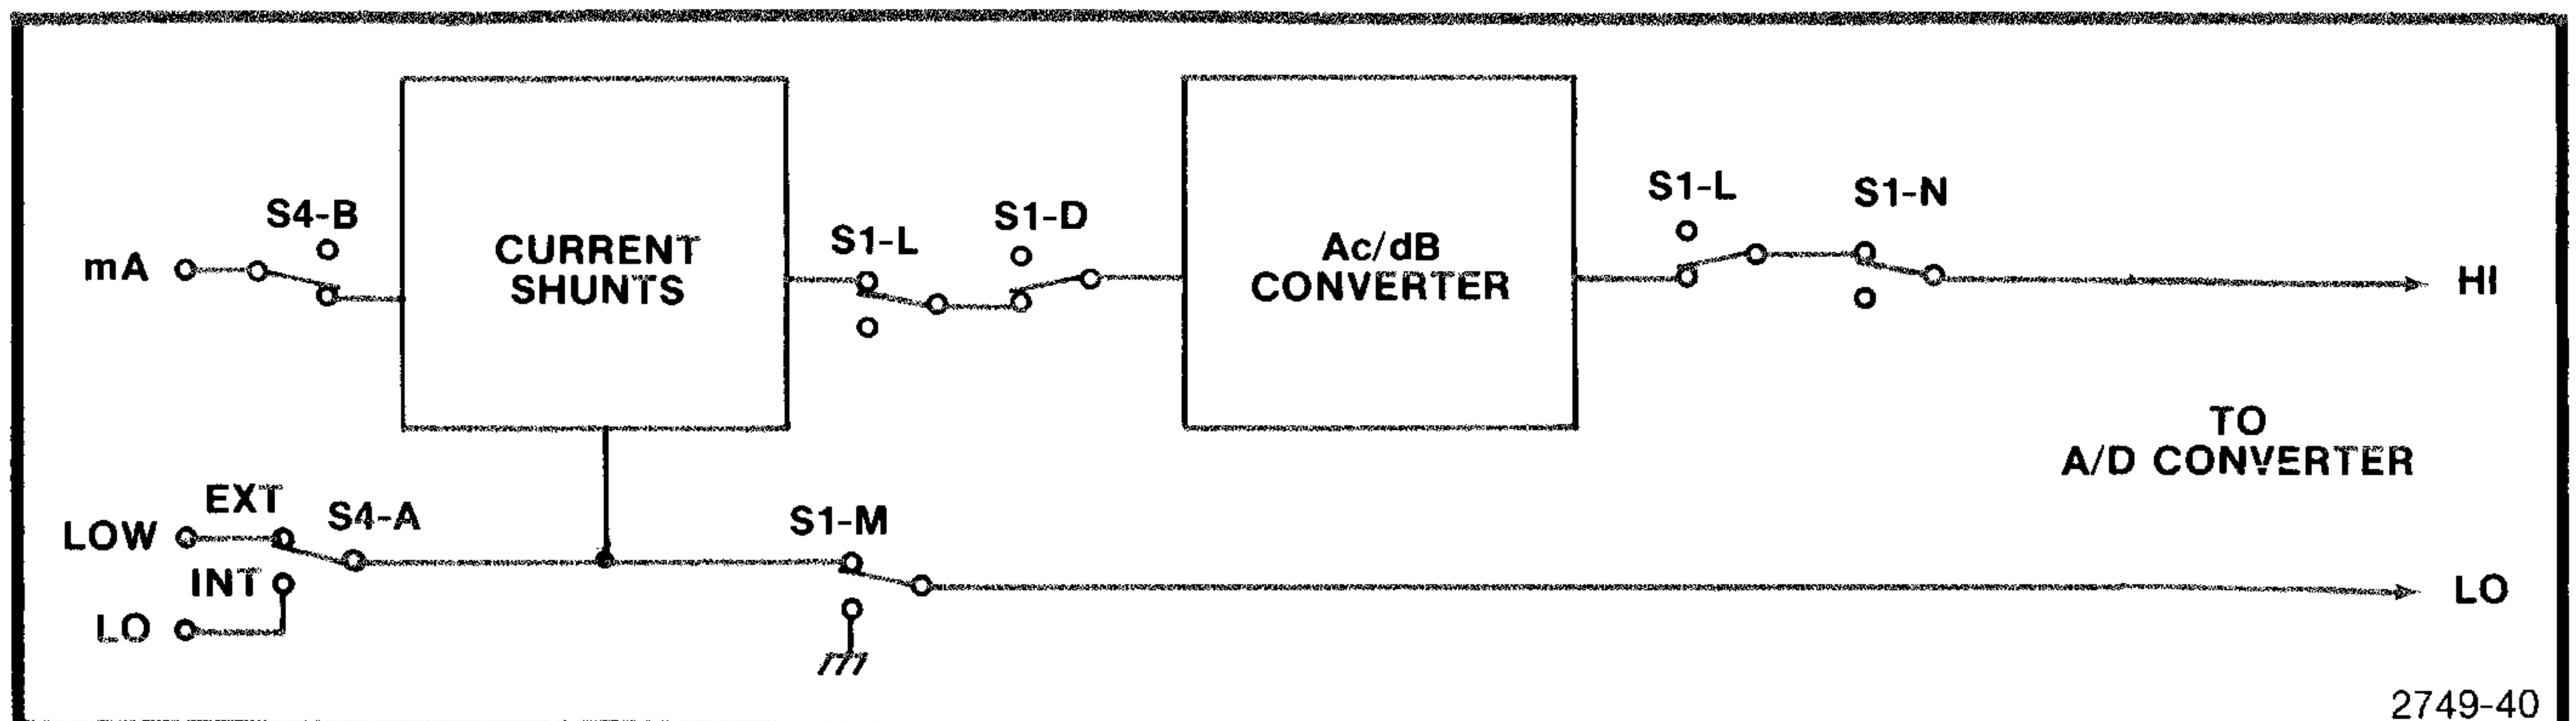 S4-B
mA
CURRENT
SHUNTS
S1-L
S1-D
Ac/dB
CONVERTER
S1-L
S1-N
HI
TO
A/D CONVERTER
EXT
LOW
S4-A
INT
LO
S1-M
LO
2749-40